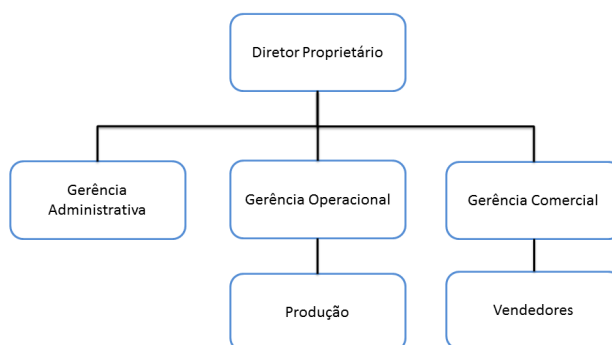 Diretor Proprietário
Gerência
Administrativa
Gerência Operacional
Gerência Comercial
Produção
Vendedores